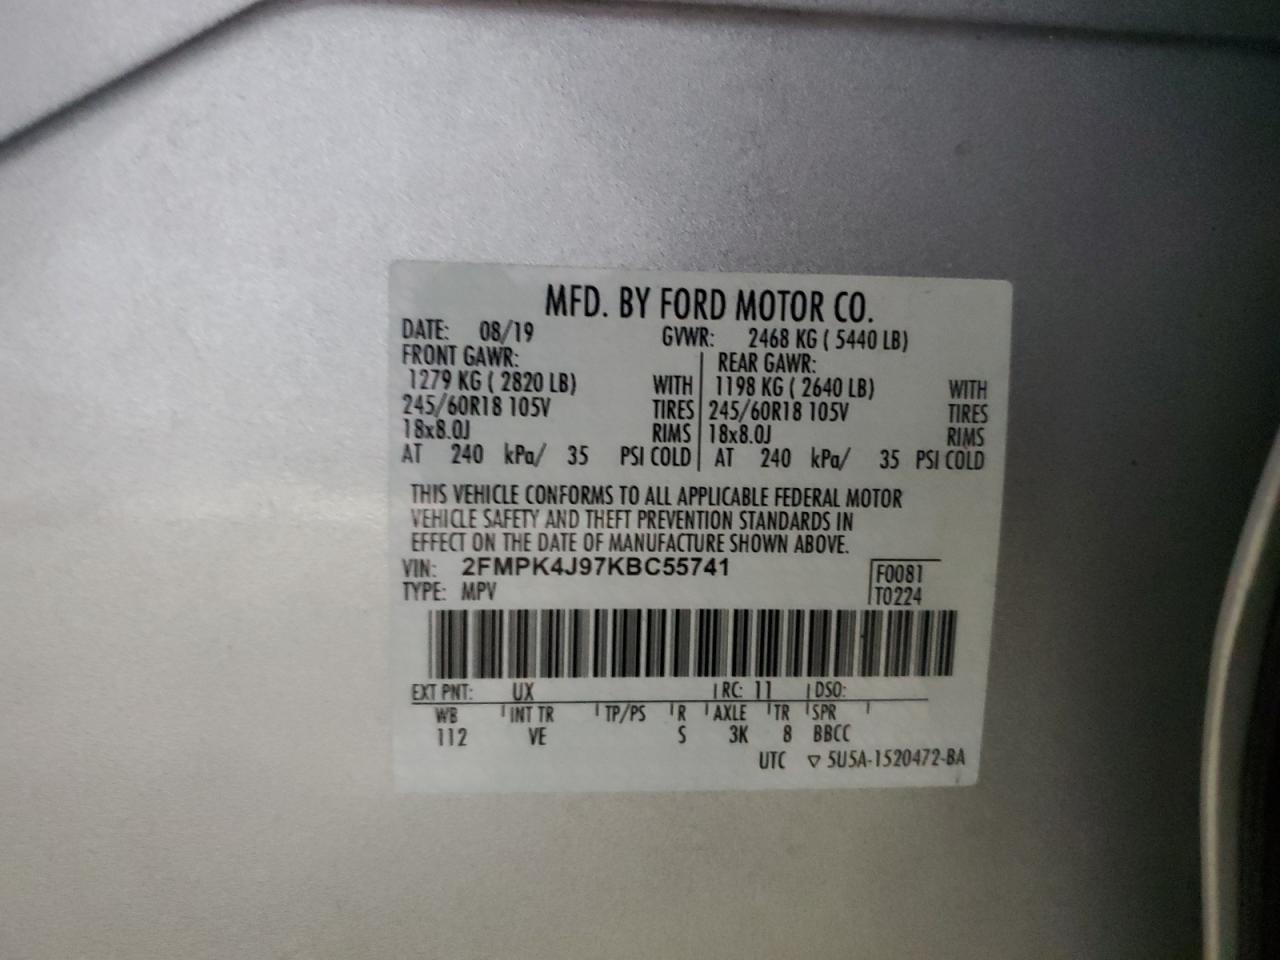 MFD. BY FORD MOTOR CO.
DATE: 08/19 GVWR: 2468 KG ( 5440 LB)
FRONT GAWR: REAR GAWR:
1279 KG ( 2820 LB) WITH 1198 KG ( 2640 LB) WITH
245/60R18 105V TIRES 245/60R18 105V TIRES
18x8.0J RIMS 18x8.0J RIMS
AT 240 kPa/ 35 PSI COLD AT 240 kPa/ 35 PSI COLD
THIS VEHICLE CONFORMS TO ALL APPLICABLE FEDERAL MOTOR
VEHICLE SAFETY AND THEFT PREVENTION STANDARDS IN
EFFECT ON THE DATE OF MANUFACTURE SHOWN ABOVE.
VIN: 2FMPK4J97KBC55741 F0081
TYPE: MPV T0224
EXT PNT: UX RC: 11 DSO:
WB INT TR TP/PS R AXLE TR SPR
112 VE S 3K 8 BBCC
UTC ▽ 5U5A-1520472-BA